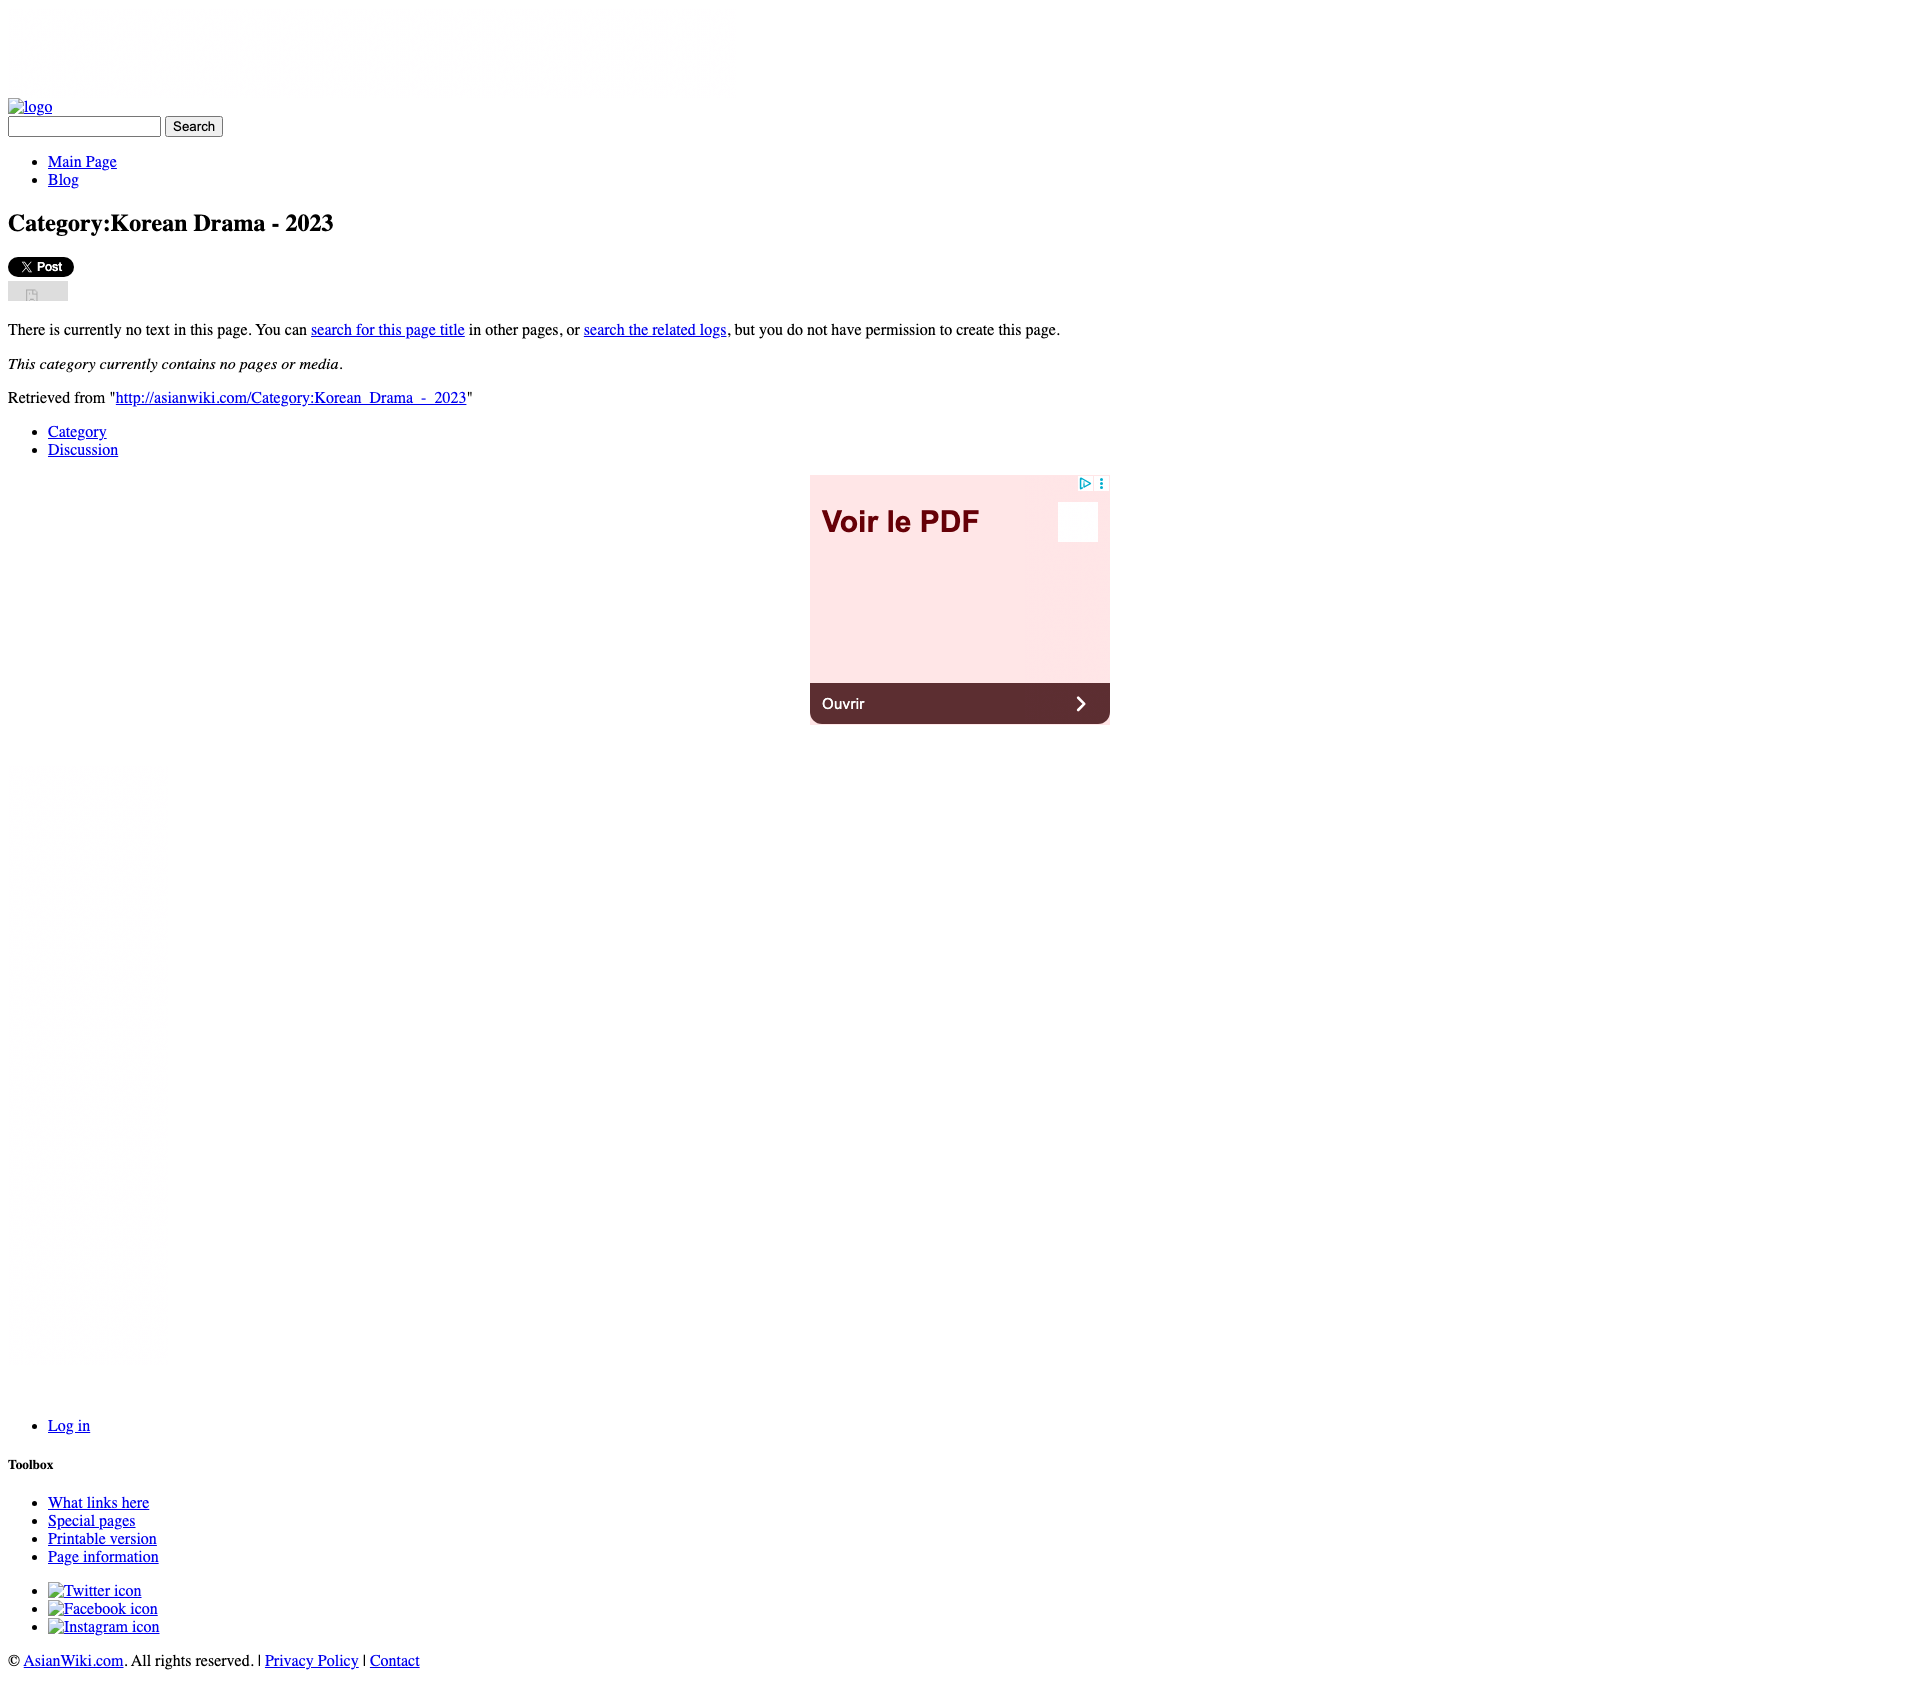 logo
Search
Main Page
Blog
Category:Korean Drama - 2023
Post
There is currently no text in this page. You can search for this page title in other pages, or search the related logs, but you do not have permission to create this page.
This category currently contains no pages or media.
Retrieved from "http://asianwiki.com/Category:Korean_Drama_-_2023"
Category
Discussion
Voir le PDF
Ouvrir
Log in
Toolbox
What links here
Special pages
Printable version
Page information
Twitter icon
Facebook icon
Instagram icon
© AsianWiki.com. All rights reserved. | Privacy Policy | Contact